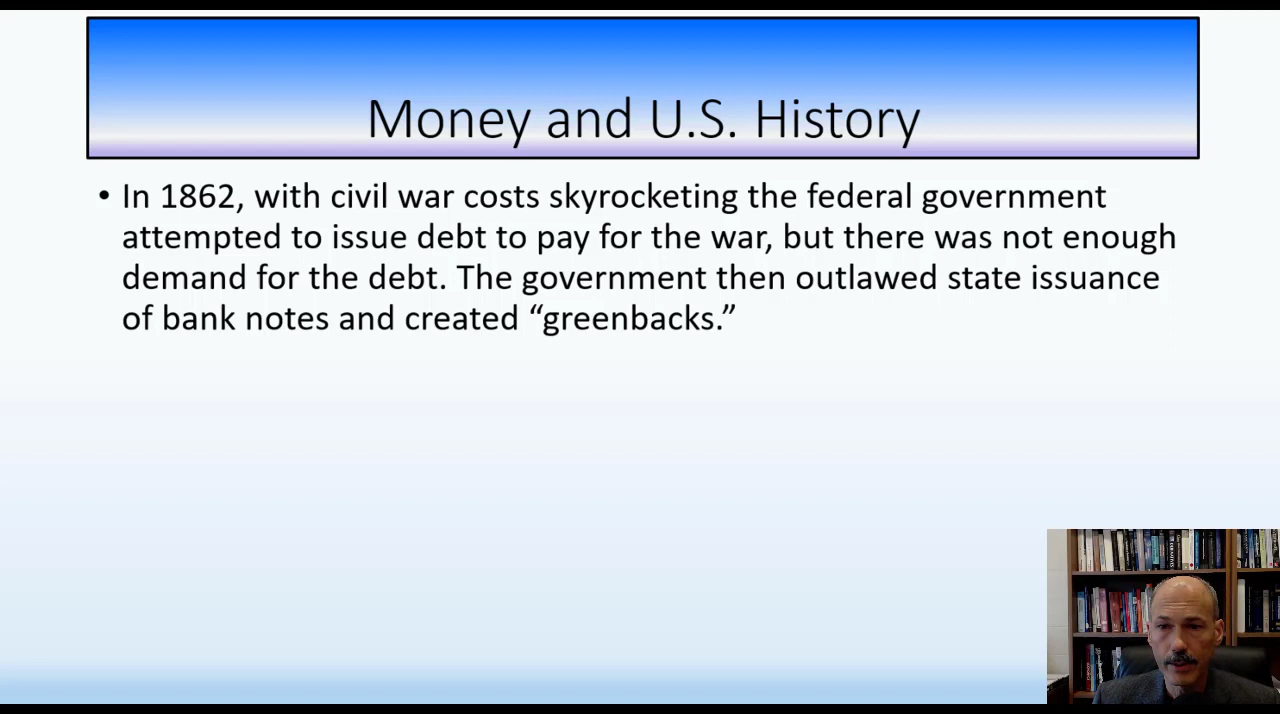 Money and U.S. History
• In 1862, with civil war costs skyrocketing the federal government
attempted to issue debt to pay for the war, but there was not enough
demand for the debt. The government then outlawed state issuance
of bank notes and created “greenbacks.”